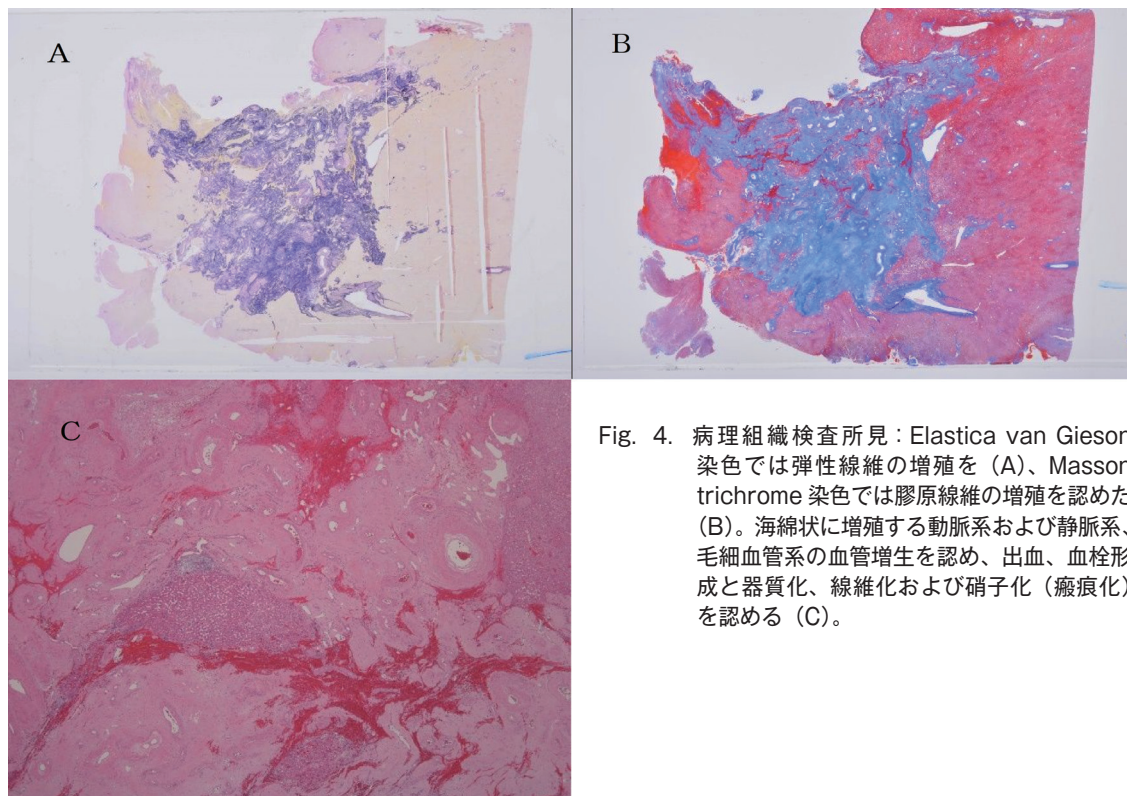 A
B
C
Fig. 4. 病理組織検査所見：Elastica van Gieson
染色では弾性線維の増殖を（A）、Masson
trichrome 染色では膠原線維の増殖を認めた
（B）。海綿状に増殖する動脈系および静脈系、
毛細血管系の血管増生を認め、出血、血栓形
成と器質化、線維化および硝子化（瘢痕化）
を認める（C）。